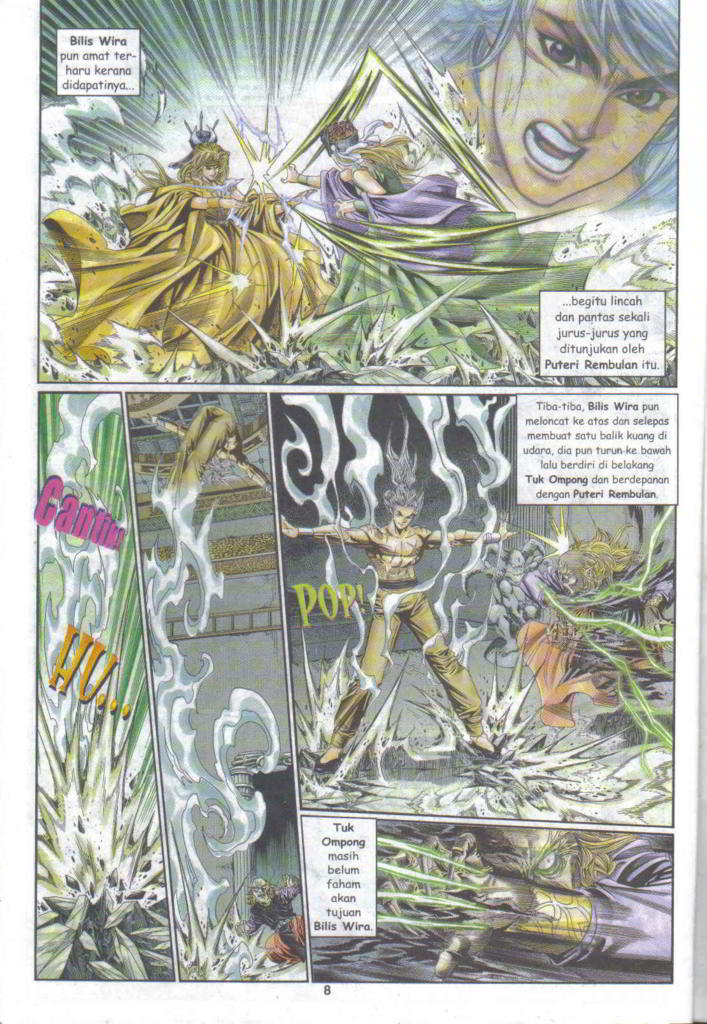 Bilis Wira
pun amat ter-
haru kerana
didapatinya...
...begitu lincah
dan pantas sekali
jurus-jurus yang
ditunjukan oleh
Puteri Rembulan itu.
Cantik!
HU...
Tiba-tiba, Bilis Wira pun
meloncat ke atas dan selepas
membuat satu balik kuang di
udara, dia pun turun ke bawah
lalu berdiri di belakang
Tuk Ompong dan berdepanan
dengan Puteri Rembulan.
POP!
Tuk
Ompong
masih
belum
faham
akan
tujuan
Bilis Wira.
8